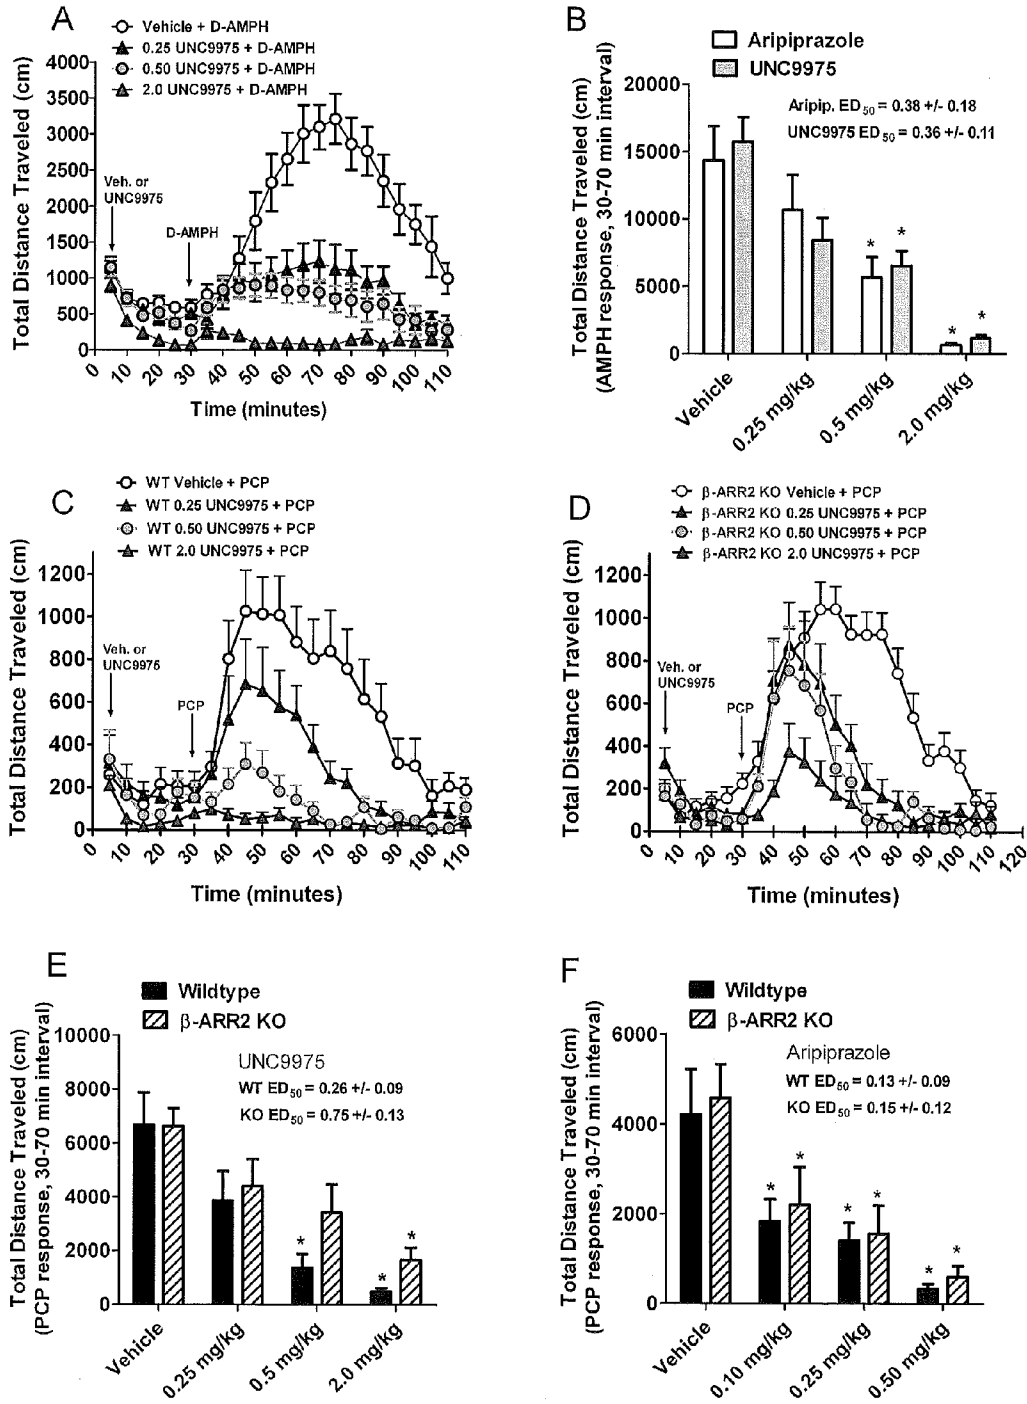 A
Vehicle + D-AMPH
0.25 UNC9975 + D-AMPH
0.50 UNC9975 + D-AMPH
2.0 UNC9975 + D-AMPH
Total Distance Traveled (cm)
4000
3500
3000
2500
2000
1500
1000
500
0
Veh. or
UNC9975
D-AMPH
0 10 20 30 40 50 60 70 80 90 100 110
Time (minutes)
B
Aripiprazole
UNC9975
Total Distance Traveled (cm)
(AMPH response, 30-70 min interval)
20000
15000
10000
5000
0
Aripip. ED50 = 0.38 +/- 0.18
UNC9975 ED50 = 0.36 +/- 0.11
* *
* *
Vehicle
0.25 mg/kg
0.5 mg/kg
2.0 mg/kg
C
WT Vehicle + PCP
WT 0.25 UNC9975 + PCP
WT 0.50 UNC9975 + PCP
WT 2.0 UNC9975 + PCP
Total Distance Traveled (cm)
1200
1000
800
600
400
200
0
Veh. or
UNC9975
PCP
0 10 20 30 40 50 60 70 80 90 100 110
Time (minutes)
D
β-ARR2 KO Vehicle + PCP
β-ARR2 KO 0.25 UNC9975 + PCP
β-ARR2 KO 0.50 UNC9975 + PCP
β-ARR2 KO 2.0 UNC9975 + PCP
Total Distance Traveled (cm)
1200
1000
800
600
400
200
0
Veh. or
UNC9975
PCP
0 10 20 30 40 50 60 70 80 90 100 110 120
Time (minutes)
E
Wildtype
β-ARR2 KO
Total Distance Traveled (cm)
(PCP response, 30-70 min interval)
10000
8000
6000
4000
2000
0
UNC9975
WT ED50 = 0.26 +/- 0.09
KO ED50 = 0.75 +/- 0.13
*
* *
Vehicle
0.25 mg/kg
0.5 mg/kg
2.0 mg/kg
F
Wildtype
β-ARR2 KO
Total Distance Traveled (cm)
(PCP response, 30-70 min interval)
6000
4000
2000
0
Aripiprazole
WT ED50 = 0.13 +/- 0.09
KO ED50 = 0.15 +/- 0.12
* *
* *
* *
Vehicle
0.10 mg/kg
0.25 mg/kg
0.50 mg/kg